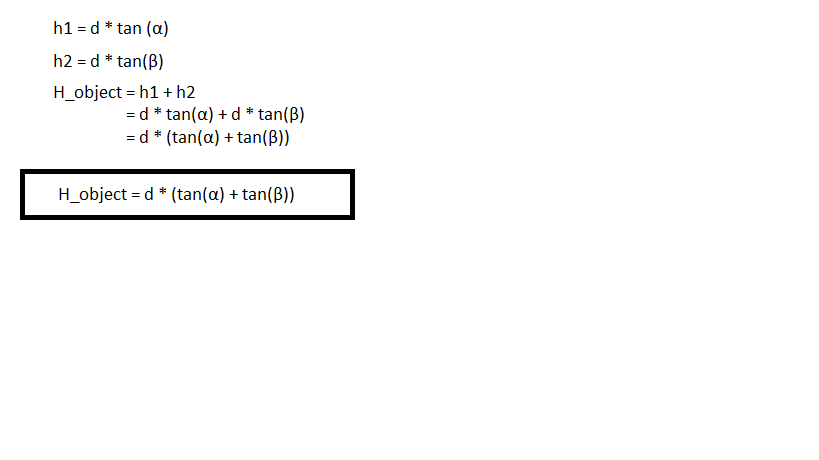 h1 = d * tan (α)
h2 = d * tan(β)
H_object = h1 + h2
= d * tan(α) + d * tan(β)
= d * (tan(α) + tan(β))
H_object = d * (tan(α) + tan(β))